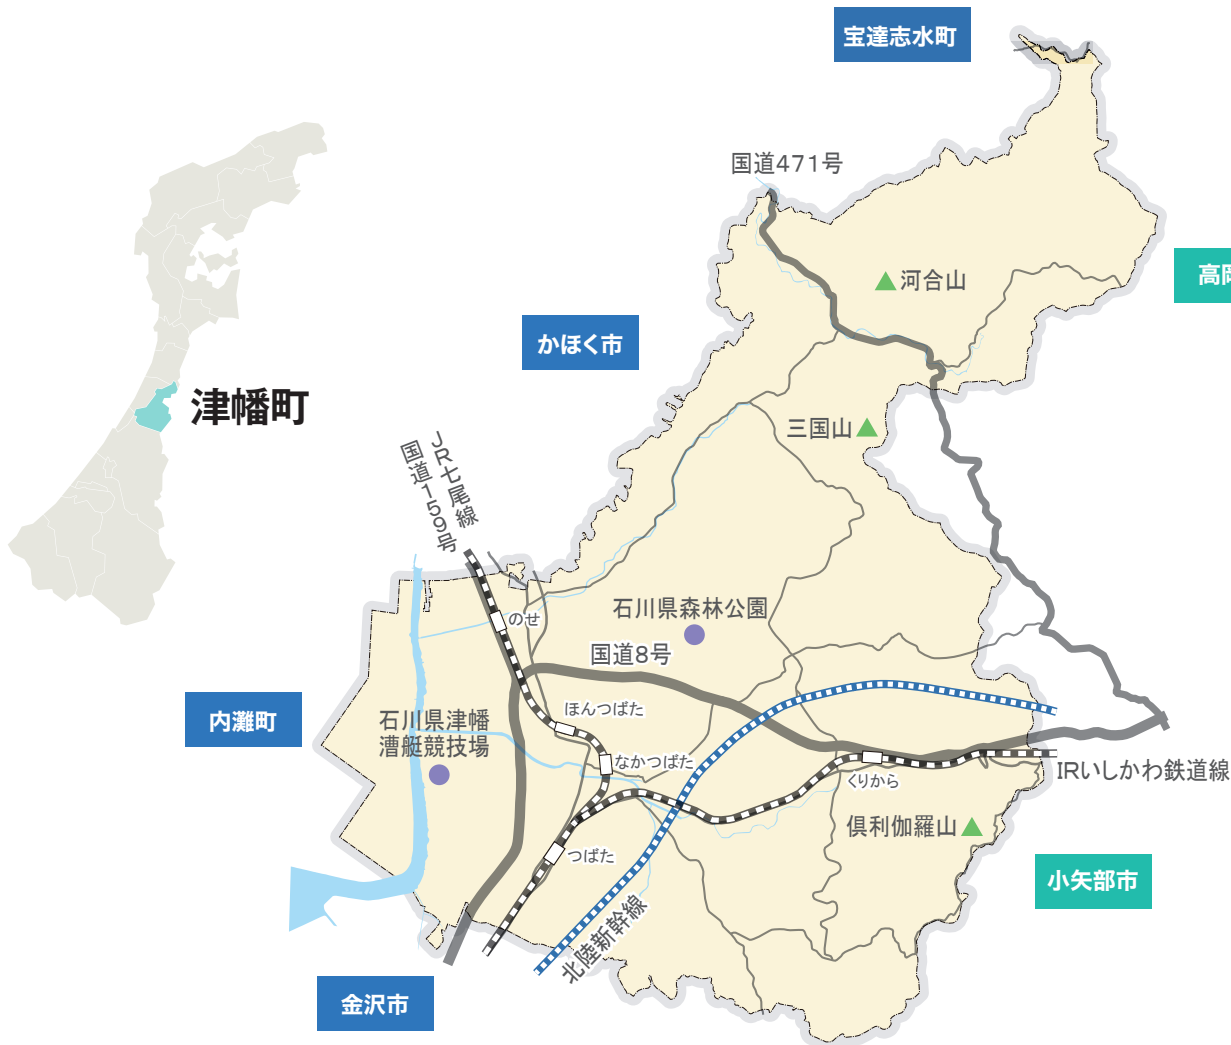 宝達志水町
国道471号
高岡
河合山
かほく市
津幡町
三国山
JR七尾線
国道159号
石川県森林公園
のせ
国道8号
内灘町
ほんつばた
石川県津幡
漕艇競技場
なかつばた
くりから
IRいしかわ鉄道線
倶利伽羅山
つばた
小矢部市
北陸新幹線
金沢市